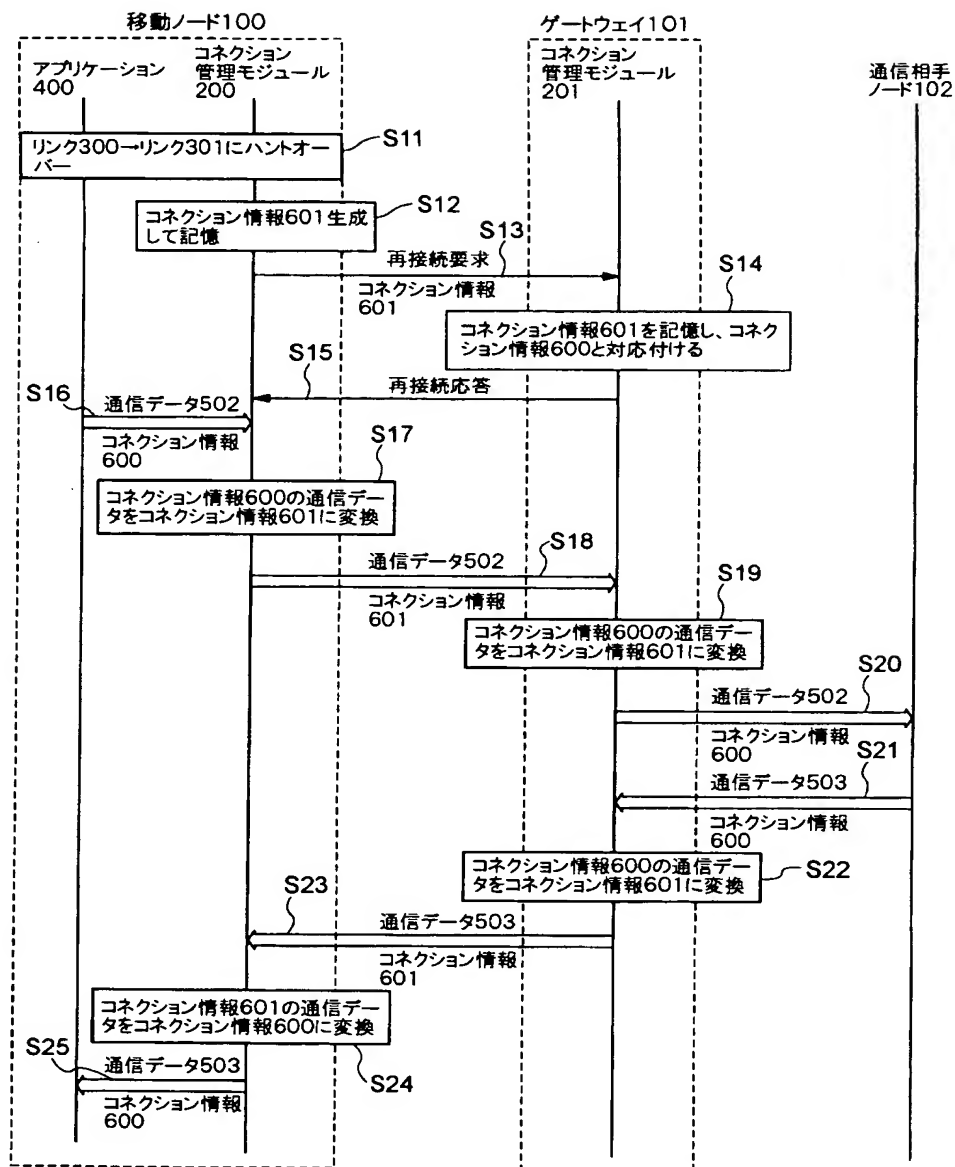 移動ノード100
ゲートウェイ101
アプリケーション
400
コネクション
管理モジュール
200
コネクション
管理モジュール
201
通信相手
ノード102
リンク300→リンク301にハントオー
バー
S11
コネクション情報601生成
して記憶
S12
S13
再接続要求
コネクション情報
601
S14
コネクション情報601を記憶し、コネク
ション情報600と対応付ける
S15
再接続応答
S16
通信データ502
コネクション情報
600
S17
コネクション情報600の通信デー
タをコネクション情報601に変換
通信データ502
S18
コネクション情報
601
S19
コネクション情報600の通信デー
タをコネクション情報601に変換
S20
通信データ502
コネクション情報
600
S21
通信データ503
コネクション情報
600
コネクション情報600の通信デー
タをコネクション情報601に変換
S22
S23
通信データ503
コネクション情報
601
コネクション情報601の通信デー
タをコネクション情報600に変換
S24
S25
通信データ503
コネクション情報
600